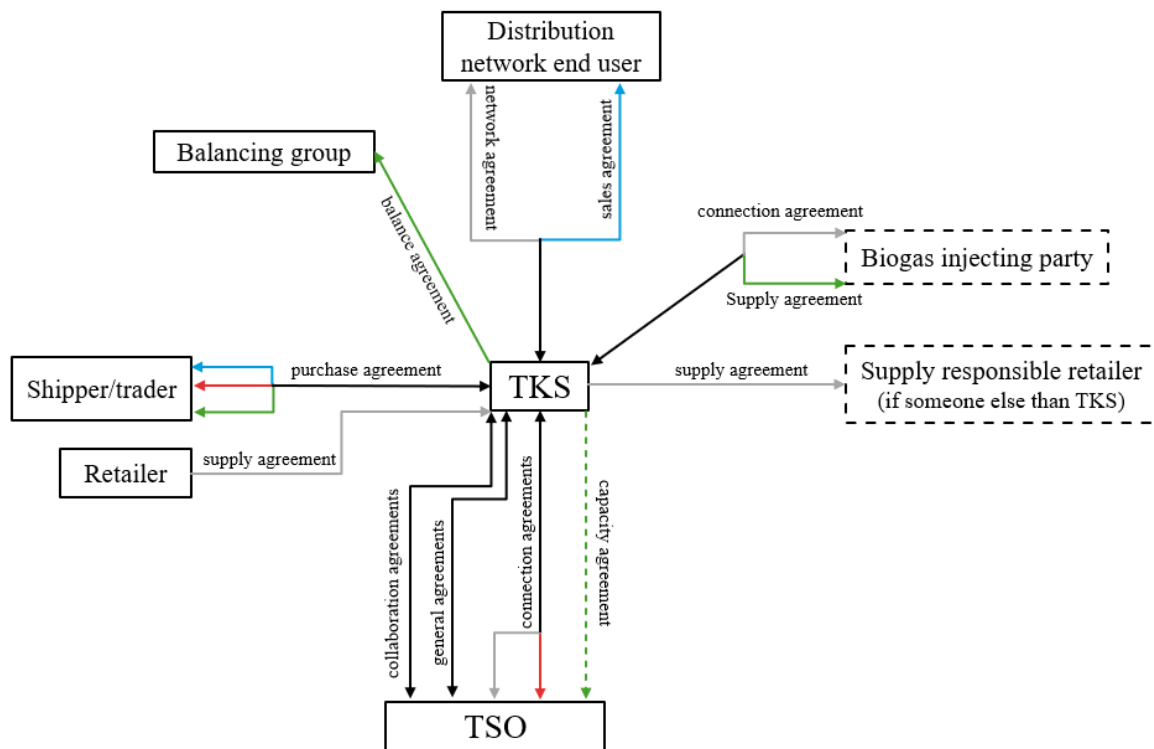 Distribution
network end user
network agreement
sales agreement
Balancing group
balance agreement
connection agreement
Biogas injecting party
Supply agreement
Shipper/trader
purchase agreement
TKS
supply agreement
Supply responsible retailer
(if someone else than TKS)
Retailer
supply agreement
collaboration agreements
general agreements
connection agreements
capacity agreement
TSO